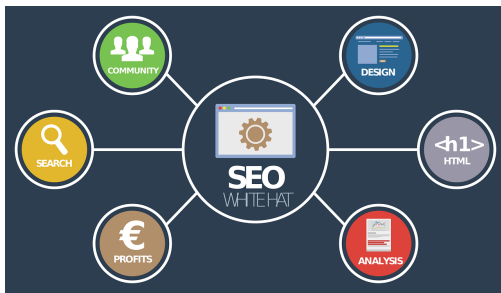 COMMUNITY
DESIGN
SEARCH
SEO
WHITE HAT
<h1>
HTML
€
PROFITS
ANALYSIS